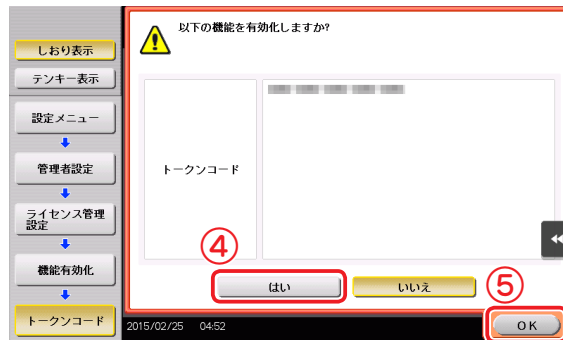 以下の機能を有効化しますか?
しおり表示
テンキー表示
設定メニュー
管理者設定
ライセンス管理
設定
機能有効化
トークンコード
トークンコード
④
はい
いいえ
⑤
OK
2015/02/25 04:52